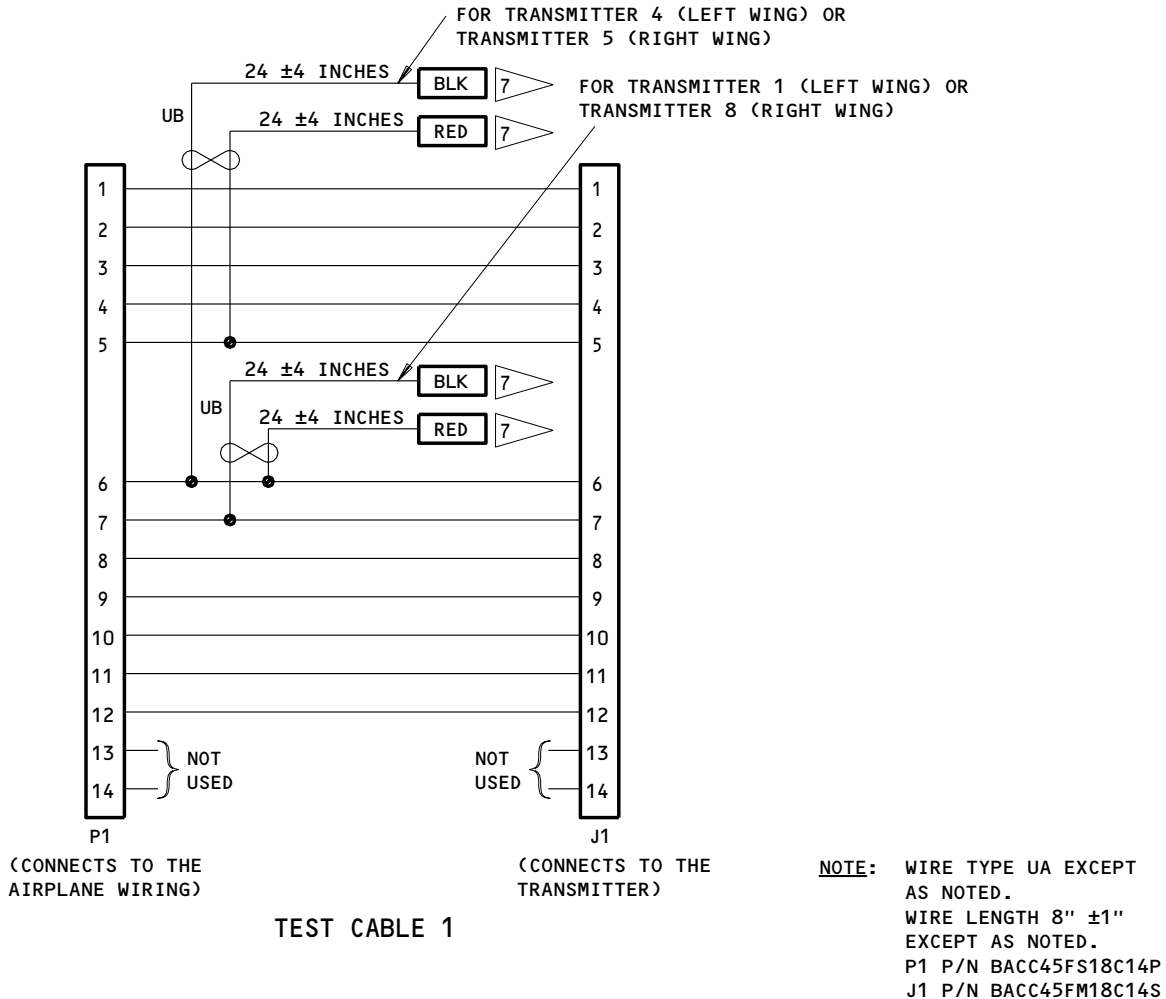 FOR TRANSMITTER 4 (LEFT WING) OR
TRANSMITTER 5 (RIGHT WING)
24 ±4 INCHES
BLK
7
FOR TRANSMITTER 1 (LEFT WING) OR
TRANSMITTER 8 (RIGHT WING)
UB
24 ±4 INCHES
RED
7
1
1
2
2
3
3
4
4
5
5
24 ±4 INCHES
BLK
7
UB
24 ±4 INCHES
RED
7
6
6
7
7
8
8
9
9
10
10
11
11
12
12
13
NOT
USED
14
NOT
USED
13
14
P1
(CONNECTS TO THE
AIRPLANE WIRING)
J1
(CONNECTS TO THE
TRANSMITTER)
TEST CABLE 1
NOTE: WIRE TYPE UA EXCEPT
AS NOTED.
WIRE LENGTH 8" ±1"
EXCEPT AS NOTED.
P1 P/N BACC45FS18C14P
J1 P/N BACC45FM18C14S